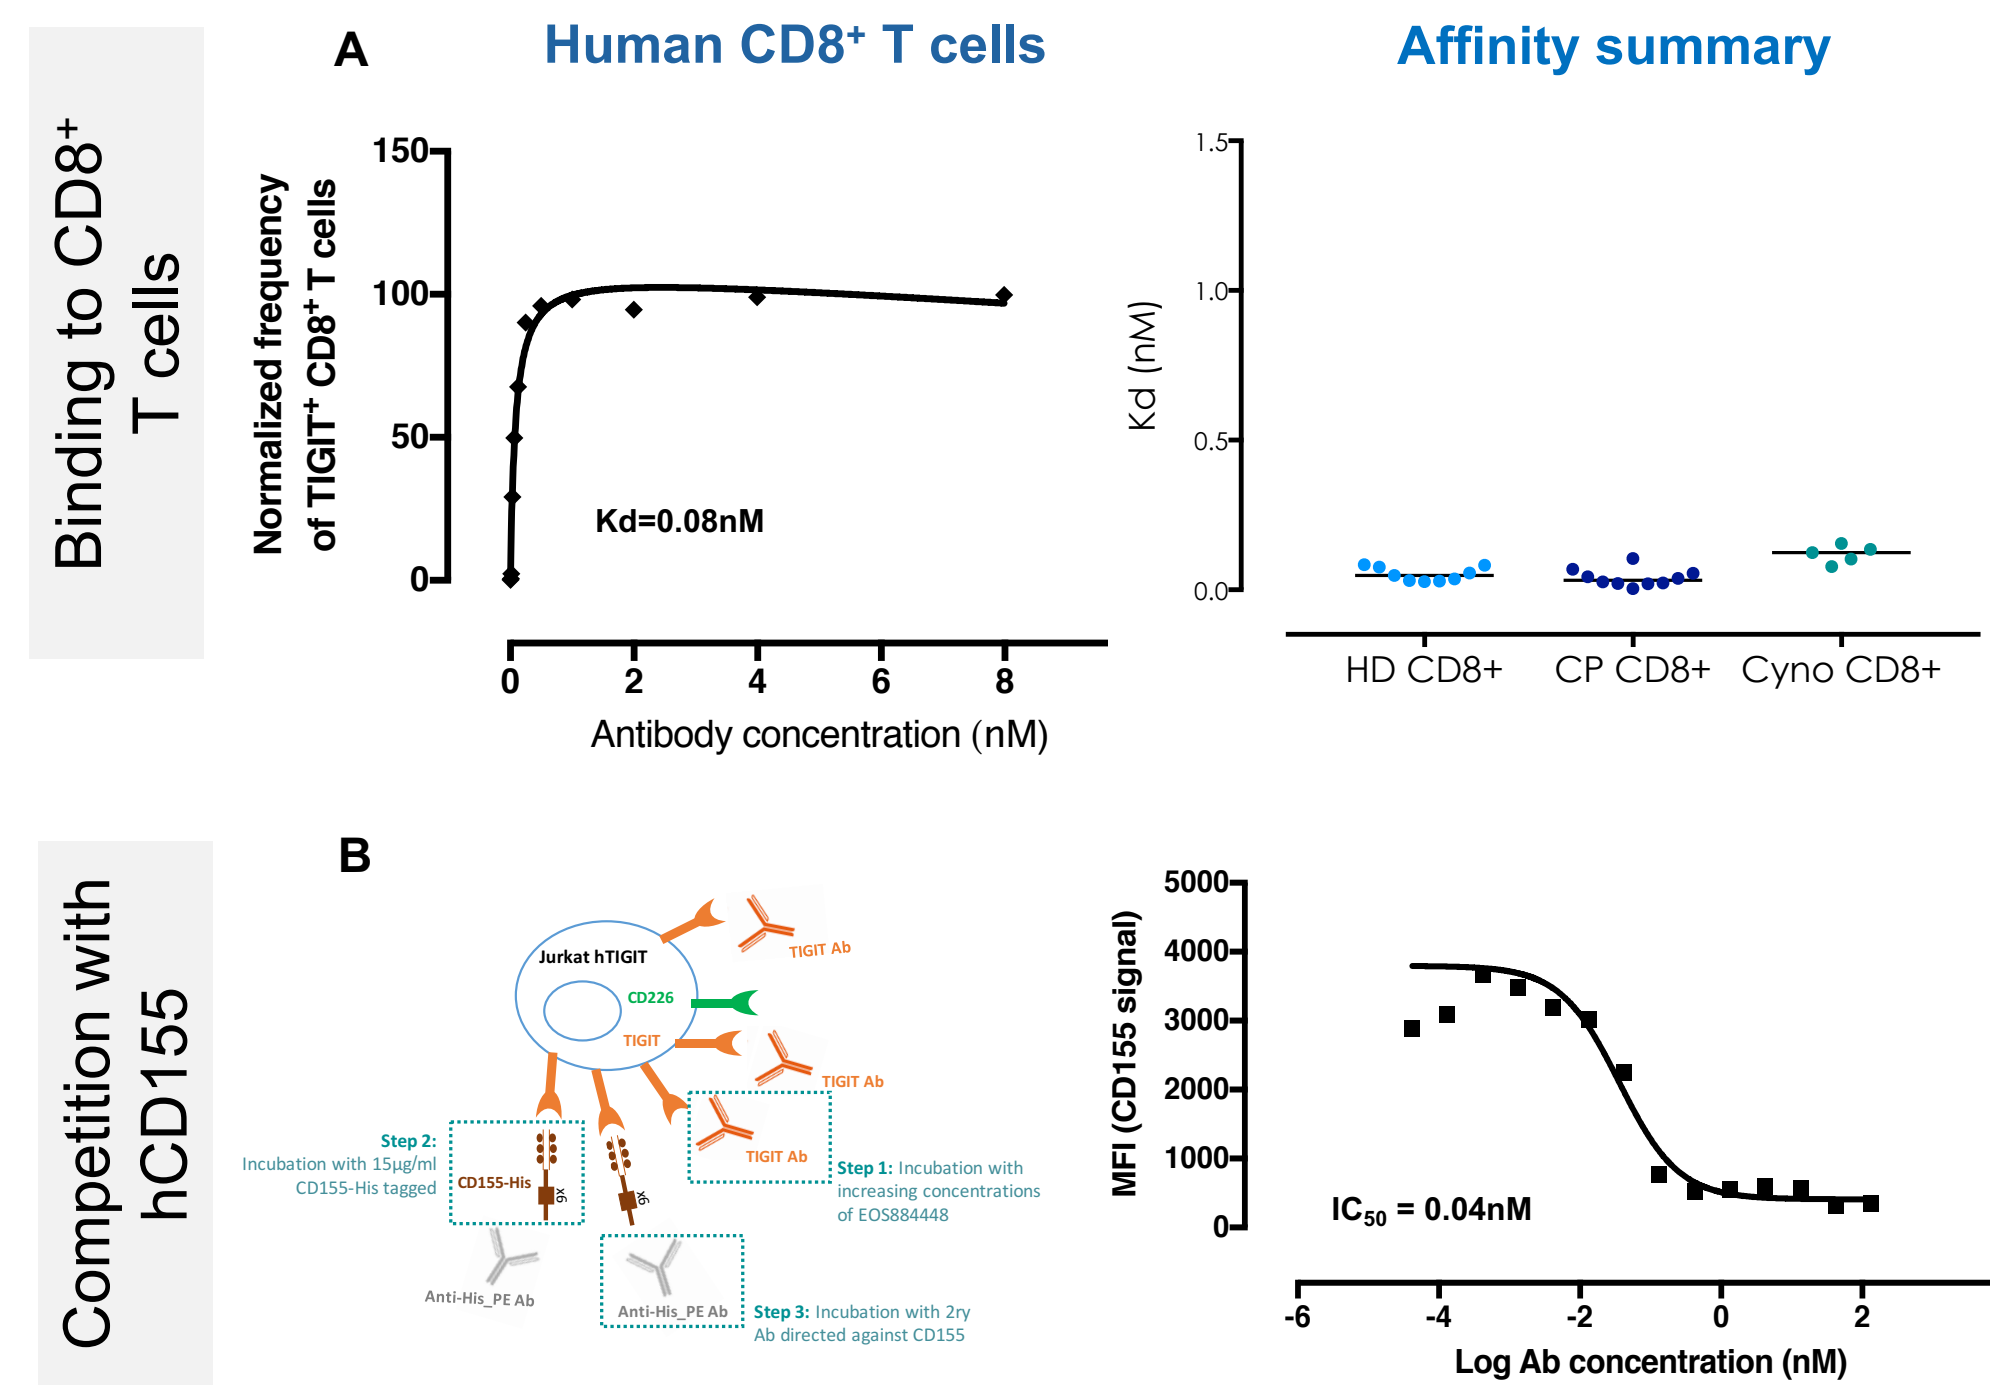 Binding to CD8⁺
T cells
A
Human CD8⁺ T cells
Affinity summary
Normalized frequency
of TIGIT⁺ CD8⁺ T cells
150
100
50
0
Kd=0.08nM
0 2 4 6 8
Antibody concentration (nM)
Kd (nM)
1.5
1.0
0.5
0.0
HD CD8+ CP CD8+ Cyno CD8+
Competition with
hCD155
B
Jurkat hTIGIT
CD226
TIGIT
TIGIT Ab
TIGIT Ab
TIGIT Ab
Step 1: Incubation with
increasing concentrations
of EOS884448
Step 2:
Incubation with 15µg/ml
CD155-His tagged
CD155-His
x6
x6
Anti-His_PE Ab
Anti-His_PE Ab
Step 3: Incubation with 2ry
Ab directed against CD155
MFI (CD155 signal)
5000
4000
3000
2000
1000
0
IC₅₀ = 0.04nM
-6 -4 -2 0 2
Log Ab concentration (nM)